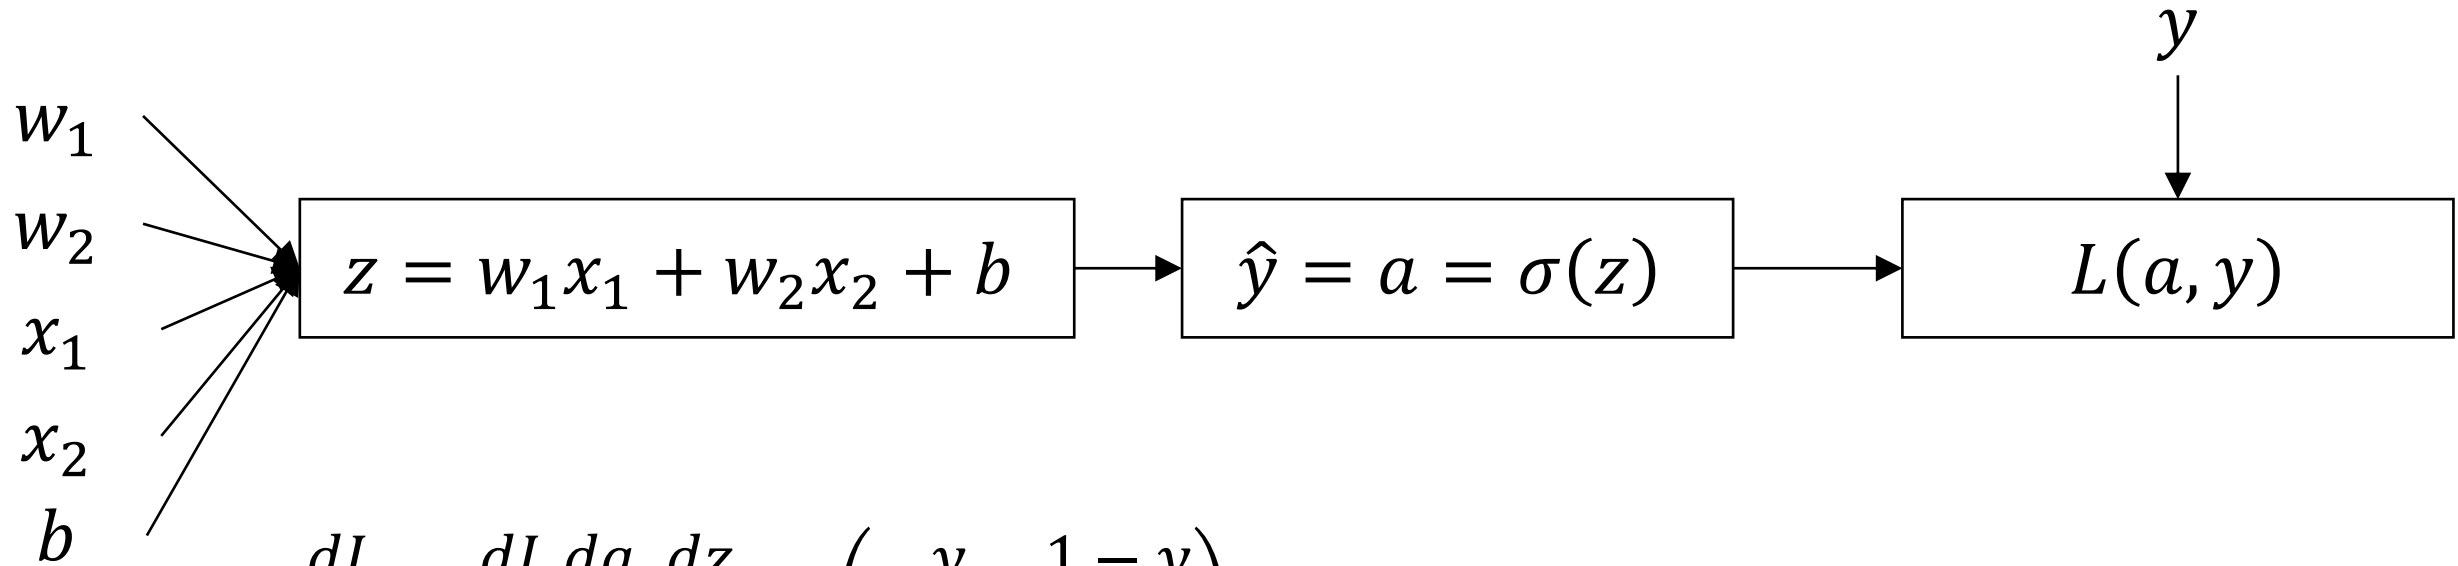 y
w₁
w₂
z = w₁x₁ + w₂x₂ + b
ŷ = a = σ(z)
L(a, y)
x₁
x₂
b